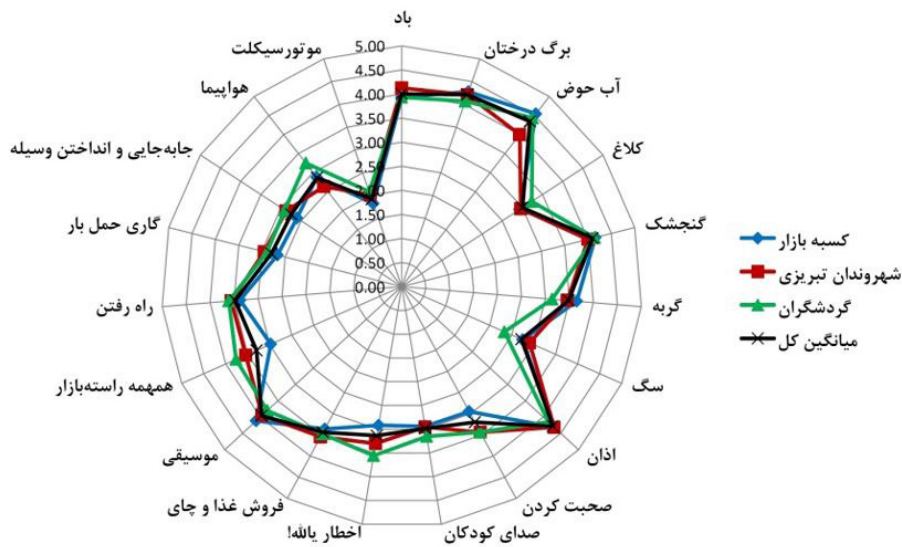 باد
برگ درختان
آب حوض
کلاغ
گنجشک
گربه
سگ
اذان
صحبت کردن
صدای کودکان
اخطار یالله!
فروش غذا و چای
موسیقی
همهمه راسته‌بازار
راه رفتن
گاری حمل بار
جابه‌جایی و انداختن وسیله
هواپیما
موتورسیکلت
5.00
4.50
4.00
3.50
3.00
2.50
2.00
1.50
1.00
0.50
0.00
کسبه بازار
شهروندان تبریزی
گردشگران
میانگین کل